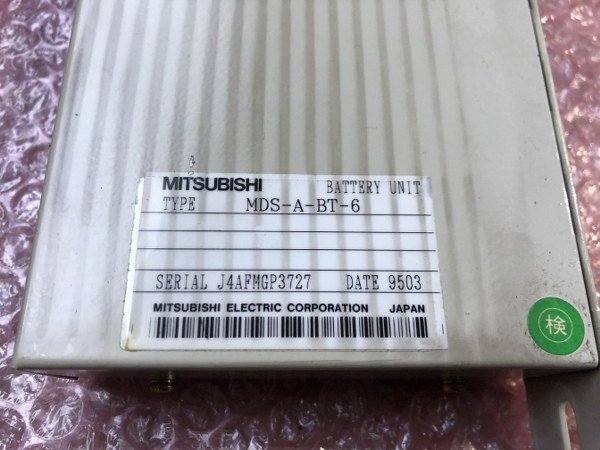 MITSUBISHI BATTERY UNIT
TYPE MDS-A-BT-6
SERIAL J4AFMGP3727 DATE 9503
MITSUBISHI ELECTRIC CORPORATION JAPAN
検